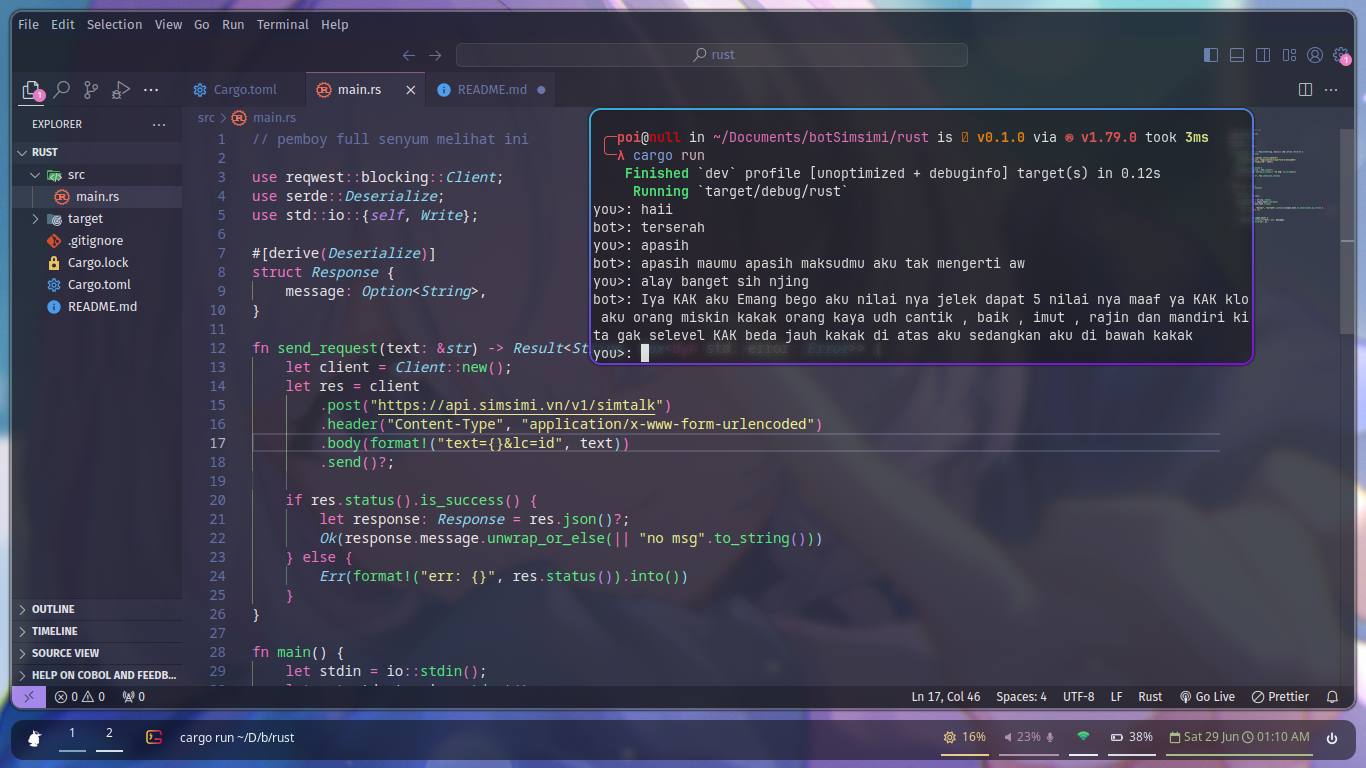 File Edit Selection View Go Run Terminal Help
rust
1
1
Cargo.toml
main.rs
README.md
EXPLORER
src > main.rs
RUST
src
main.rs
target
.gitignore
Cargo.lock
Cargo.toml
README.md
OUTLINE
TIMELINE
SOURCE VIEW
HELP ON COBOL AND FEEDB...
1 // pemboy full senyum melihat ini
2
3 use reqwest::blocking::Client;
4 use serde::Deserialize;
5 use std::io::{self, Write};
6
7 #[derive(Deserialize)]
8 struct Response {
9 message: Option<String>,
10 }
11
12 fn send_request(text: &str) -> Result<St
13 let client = Client::new();
14 let res = client
15 .post("https://api.simsimi.vn/v1/simtalk")
16 .header("Content-Type", "application/x-www-form-urlencoded")
17 .body(format!("text={}&lc=id", text))
18 .send()?;
19
20 if res.status().is_success() {
21 let response: Response = res.json()?;
22 Ok(response.message.unwrap_or_else(|| "no msg".to_string()))
23 } else {
24 Err(format!("err: {}", res.status()).into())
25 }
26 }
27
28 fn main() {
29 let stdin = io::stdin();
poi@null in ~/Documents/botSimsimi/rust is v0.1.0 via v1.79.0 took 3ms
λ cargo run
Finished `dev` profile [unoptimized + debuginfo] target(s) in 0.12s
Running `target/debug/rust`
you>: haii
bot>: terserah
you>: apasih
bot>: apasih maumu apasih maksudmu aku tak mengerti aw
you>: alay banget sih njing
bot>: Iya KAK aku Emang bego aku nilai nya jelek dapat 5 nilai nya maaf ya KAK klo
aku orang miskin kakak orang kaya udh cantik , baik , imut , rajin dan mandiri ki
ta gak selevel KAK beda jauh kakak di atas aku sedangkan aku di bawah kakak
you>:
0 0 0
Ln 17, Col 46 Spaces: 4 UTF-8 LF Rust Go Live Prettier
1 2 cargo run ~/D/b/rust
16% 23% 38% Sat 29 Jun 01:10 AM